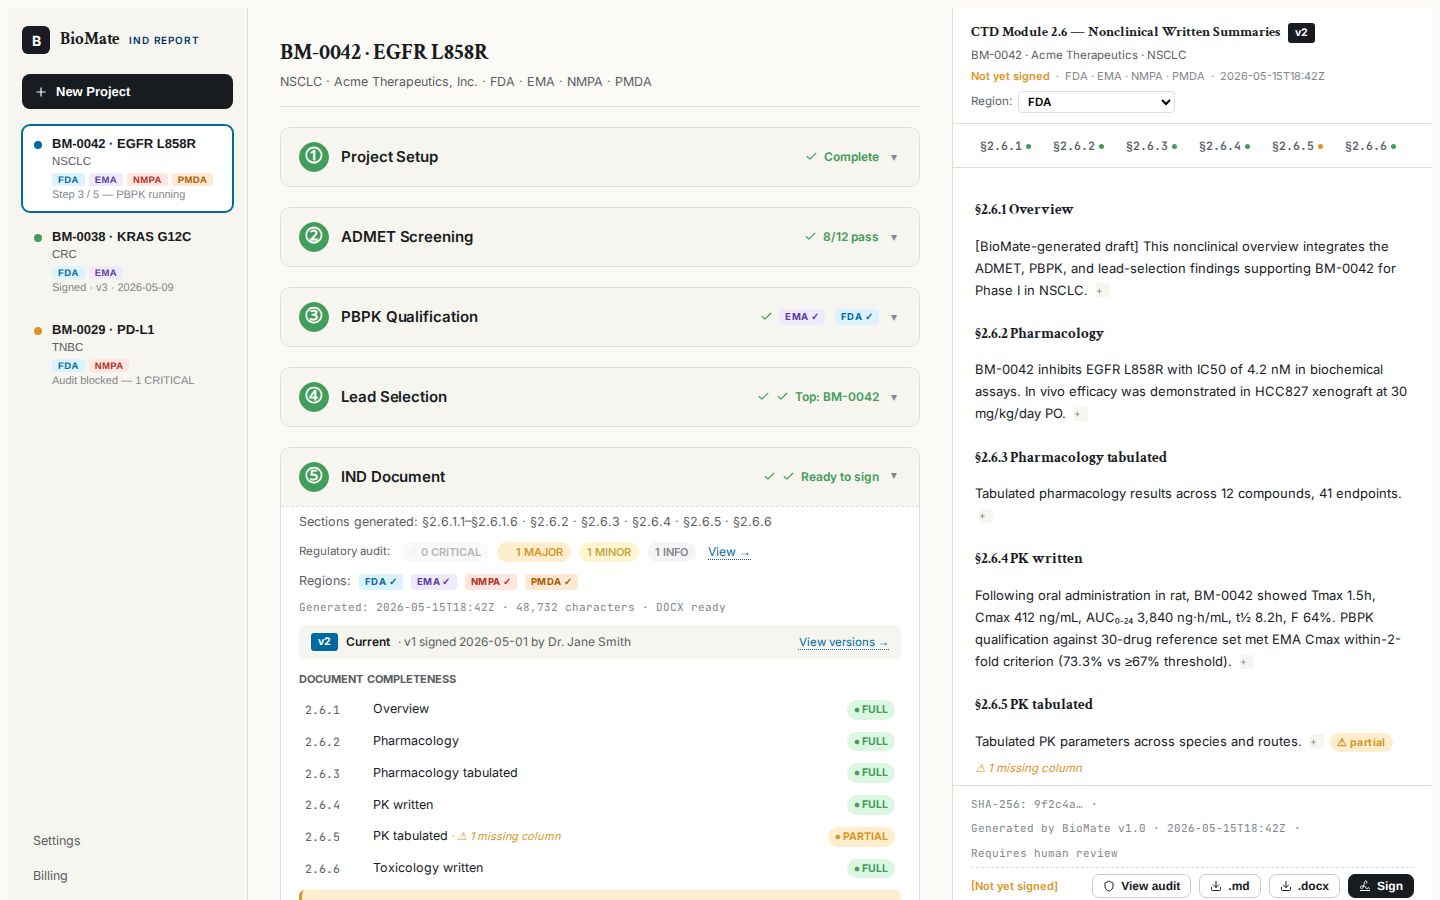 B BioMate IND REPORT
+ New Project
BM-0042 · EGFR L858R
NSCLC
FDA EMA NMPA PMDA
Step 3 / 5 — PBPK running
BM-0038 · KRAS G12C
CRC
FDA EMA
Signed · v3 · 2026-05-09
BM-0029 · PD-L1
TNBC
FDA NMPA
Audit blocked — 1 CRITICAL
Settings
Billing
BM-0042 · EGFR L858R
NSCLC · Acme Therapeutics, Inc. · FDA · EMA · NMPA · PMDA
① Project Setup ✓ Complete ▼
② ADMET Screening ✓ 8/12 pass ▼
③ PBPK Qualification ✓ EMA ✓ FDA ✓ ▼
④ Lead Selection ✓ ✓ Top: BM-0042 ▼
⑤ IND Document ✓ ✓ Ready to sign ▼
Sections generated: §2.6.1.1–§2.6.1.6 · §2.6.2 · §2.6.3 · §2.6.4 · §2.6.5 · §2.6.6
Regulatory audit: 0 CRITICAL 1 MAJOR 1 MINOR 1 INFO View →
Regions: FDA ✓ EMA ✓ NMPA ✓ PMDA ✓
Generated: 2026-05-15T18:42Z · 48,732 characters · DOCX ready
v2 Current · v1 signed 2026-05-01 by Dr. Jane Smith View versions →
DOCUMENT COMPLETENESS
2.6.1 Overview ● FULL
2.6.2 Pharmacology ● FULL
2.6.3 Pharmacology tabulated ● FULL
2.6.4 PK written ● FULL
2.6.5 PK tabulated · ⚠ 1 missing column ● PARTIAL
2.6.6 Toxicology written ● FULL
CTD Module 2.6 — Nonclinical Written Summaries v2
BM-0042 · Acme Therapeutics · NSCLC
Not yet signed · FDA · EMA · NMPA · PMDA · 2026-05-15T18:42Z
Region: FDA
§2.6.1 ● §2.6.2 ● §2.6.3 ● §2.6.4 ● §2.6.5 ● §2.6.6 ●
§2.6.1 Overview
[BioMate-generated draft] This nonclinical overview integrates the
ADMET, PBPK, and lead-selection findings supporting BM-0042 for
Phase I in NSCLC. +
§2.6.2 Pharmacology
BM-0042 inhibits EGFR L858R with IC50 of 4.2 nM in biochemical
assays. In vivo efficacy was demonstrated in HCC827 xenograft at 30
mg/kg/day PO. +
§2.6.3 Pharmacology tabulated
Tabulated pharmacology results across 12 compounds, 41 endpoints.
+
§2.6.4 PK written
Following oral administration in rat, BM-0042 showed Tmax 1.5h,
Cmax 412 ng/mL, AUC₀₋₂₄ 3,840 ng·h/mL, t½ 8.2h, F 64%. PBPK
qualification against 30-drug reference set met EMA Cmax within-2-
fold criterion (73.3% vs ≥67% threshold). +
§2.6.5 PK tabulated
Tabulated PK parameters across species and routes. + ⚠ partial
⚠ 1 missing column
SHA-256: 9f2c4a… ·
Generated by BioMate v1.0 · 2026-05-15T18:42Z ·
Requires human review
[Not yet signed] View audit .md .docx Sign